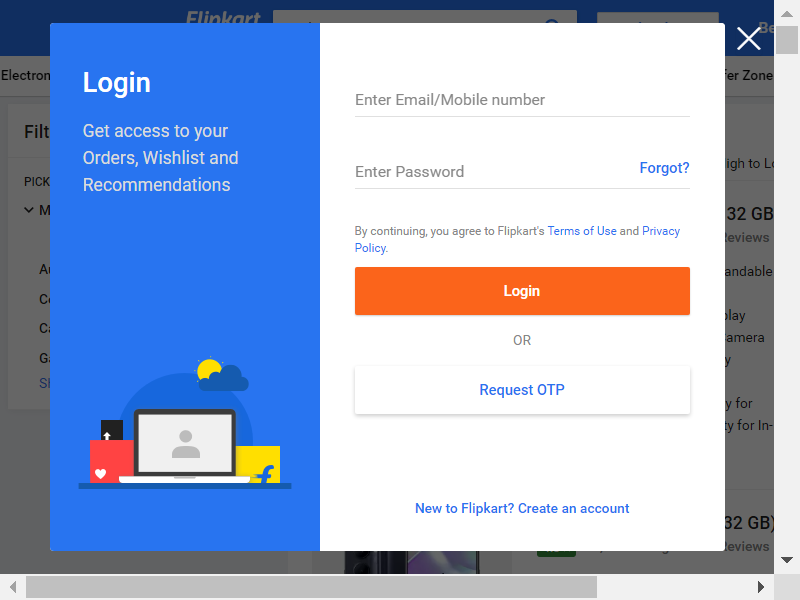 Flipkart
Be
Electron
fer Zone
Login
Get access to your
Orders, Wishlist and
Recommendations
Enter Email/Mobile number
Enter Password
Forgot?
By continuing, you agree to Flipkart's Terms of Use and Privacy
Policy.
Login
OR
Request OTP
New to Flipkart? Create an account
Filt
PICK
M
igh to Lo
32 GB
Reviews
andable
play
amera
y
y for
ty for In-
32 GB)
Reviews